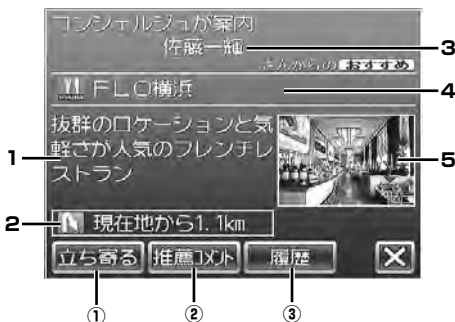 コンシェルジュが案内
佐藤一輝
さんからの おすすめ
FLO横浜
抜群のロケーションと気
軽さが人気のフレンチレ
ストラン
現在地から1.1km
立ち寄る 推薦コメント 履歴
1
2
3
4
5
① ② ③